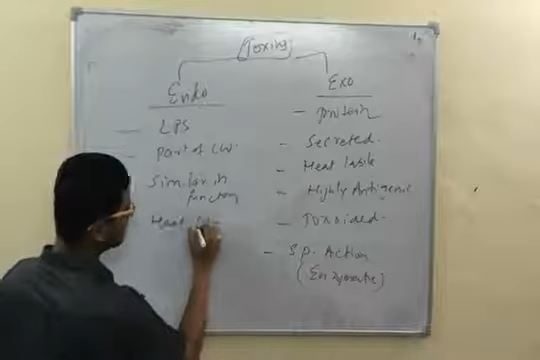 Toxins
Endo
LPS
Part of CW.
Similar in
function
Heat
Exo
- Protein
- Secreted.
- Heat labile
- Highly Antigenic
- Toxoided.
- Sp. Action
(Enzymatic)